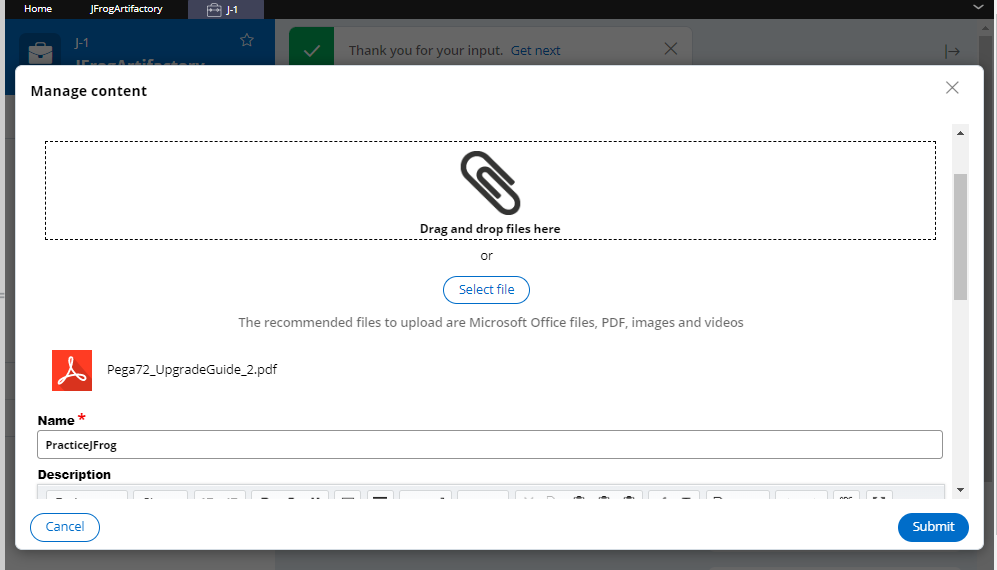 Home JFrogArtifactory J-1
J-1
JFrogArtifactory
Thank you for your input. Get next
Manage content
Drag and drop files here
or
Select file
The recommended files to upload are Microsoft Office files, PDF, images and videos
Pega72_UpgradeGuide_2.pdf
Name *
PracticeJFrog
Description
Cancel
Submit